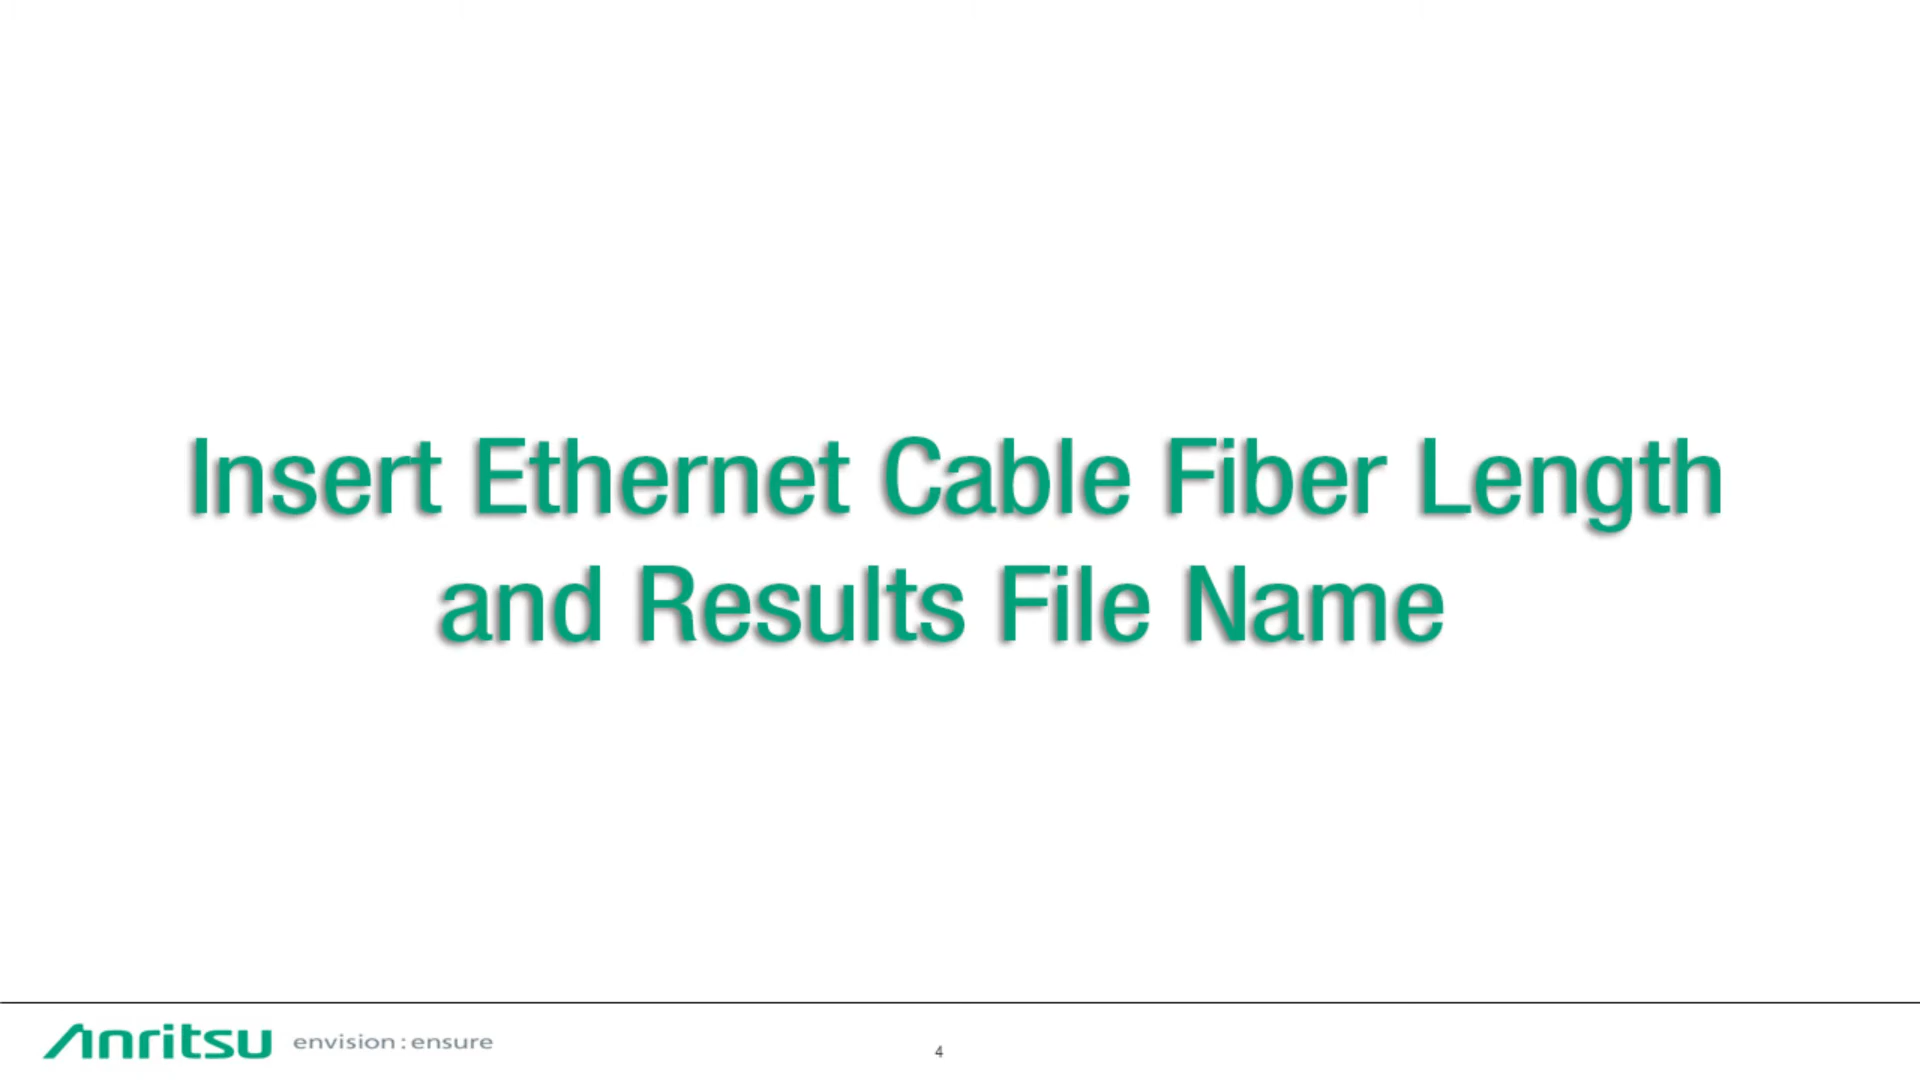 Insert Ethernet Cable Fiber Length
and Results File Name
Anritsu envision : ensure
4